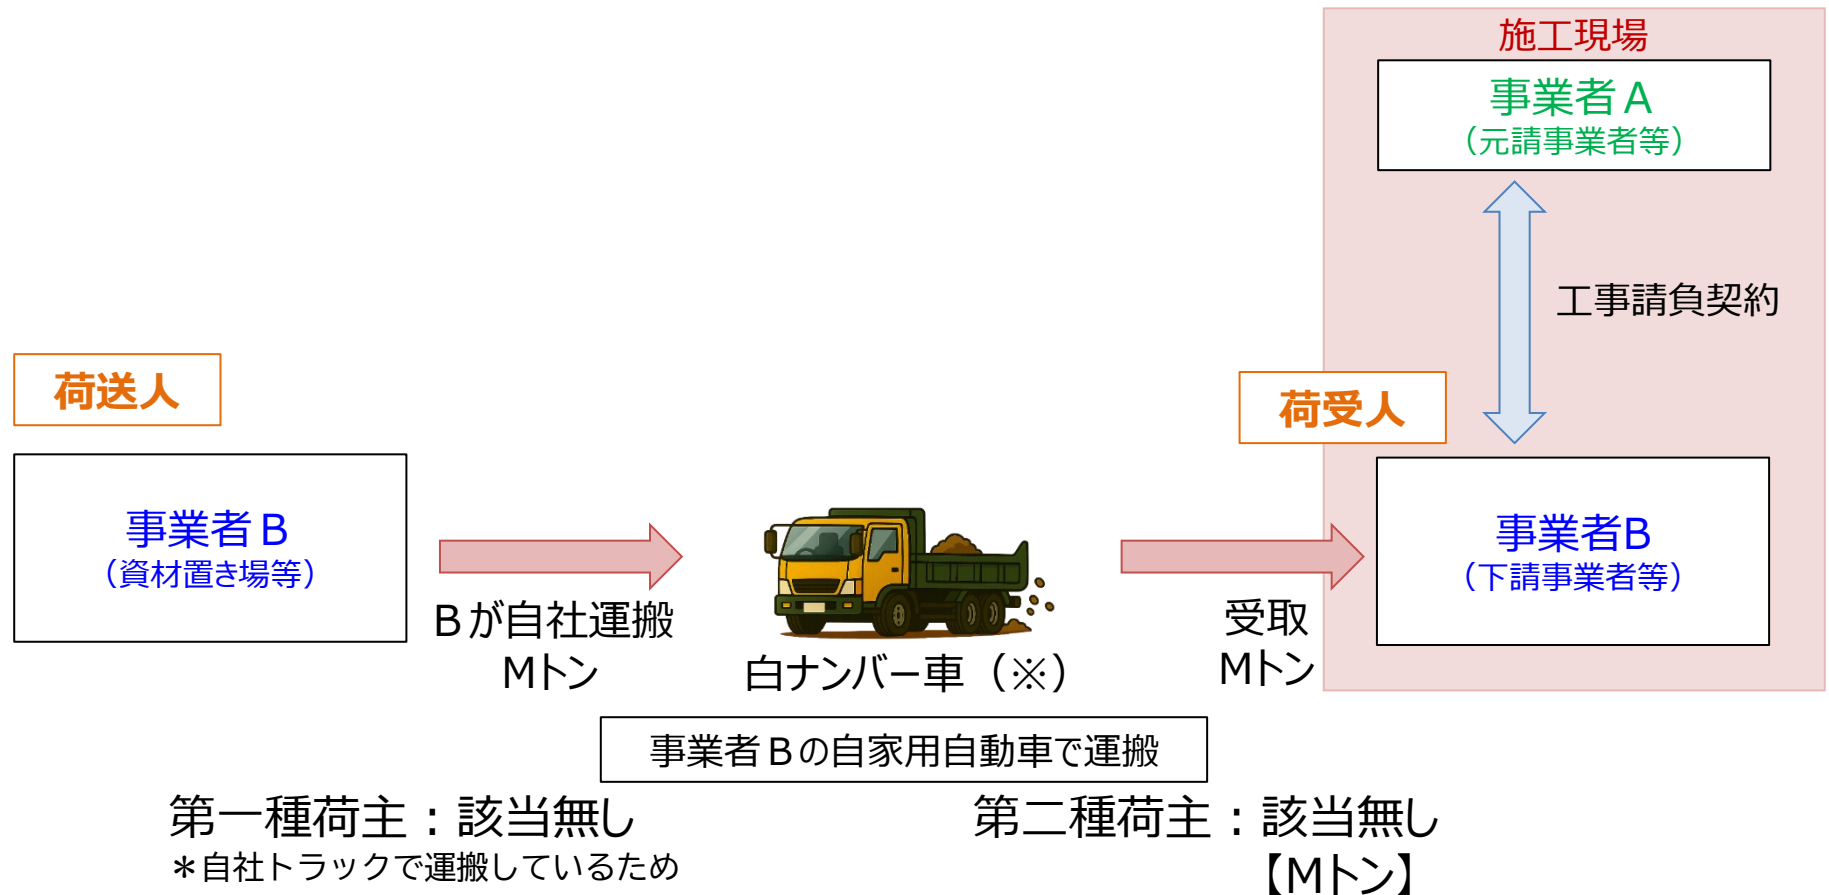 施工現場
事業者A
（元請事業者等）
工事請負契約
荷送人
荷受人
事業者B
（資材置き場等）
Bが自社運搬
Mトン
白ナンバー車（※）
受取
Mトン
事業者B
（下請事業者等）
事業者Bの自家用自動車で運搬
第一種荷主：該当無し
＊自社トラックで運搬しているため
第二種荷主：該当無し
【Mトン】